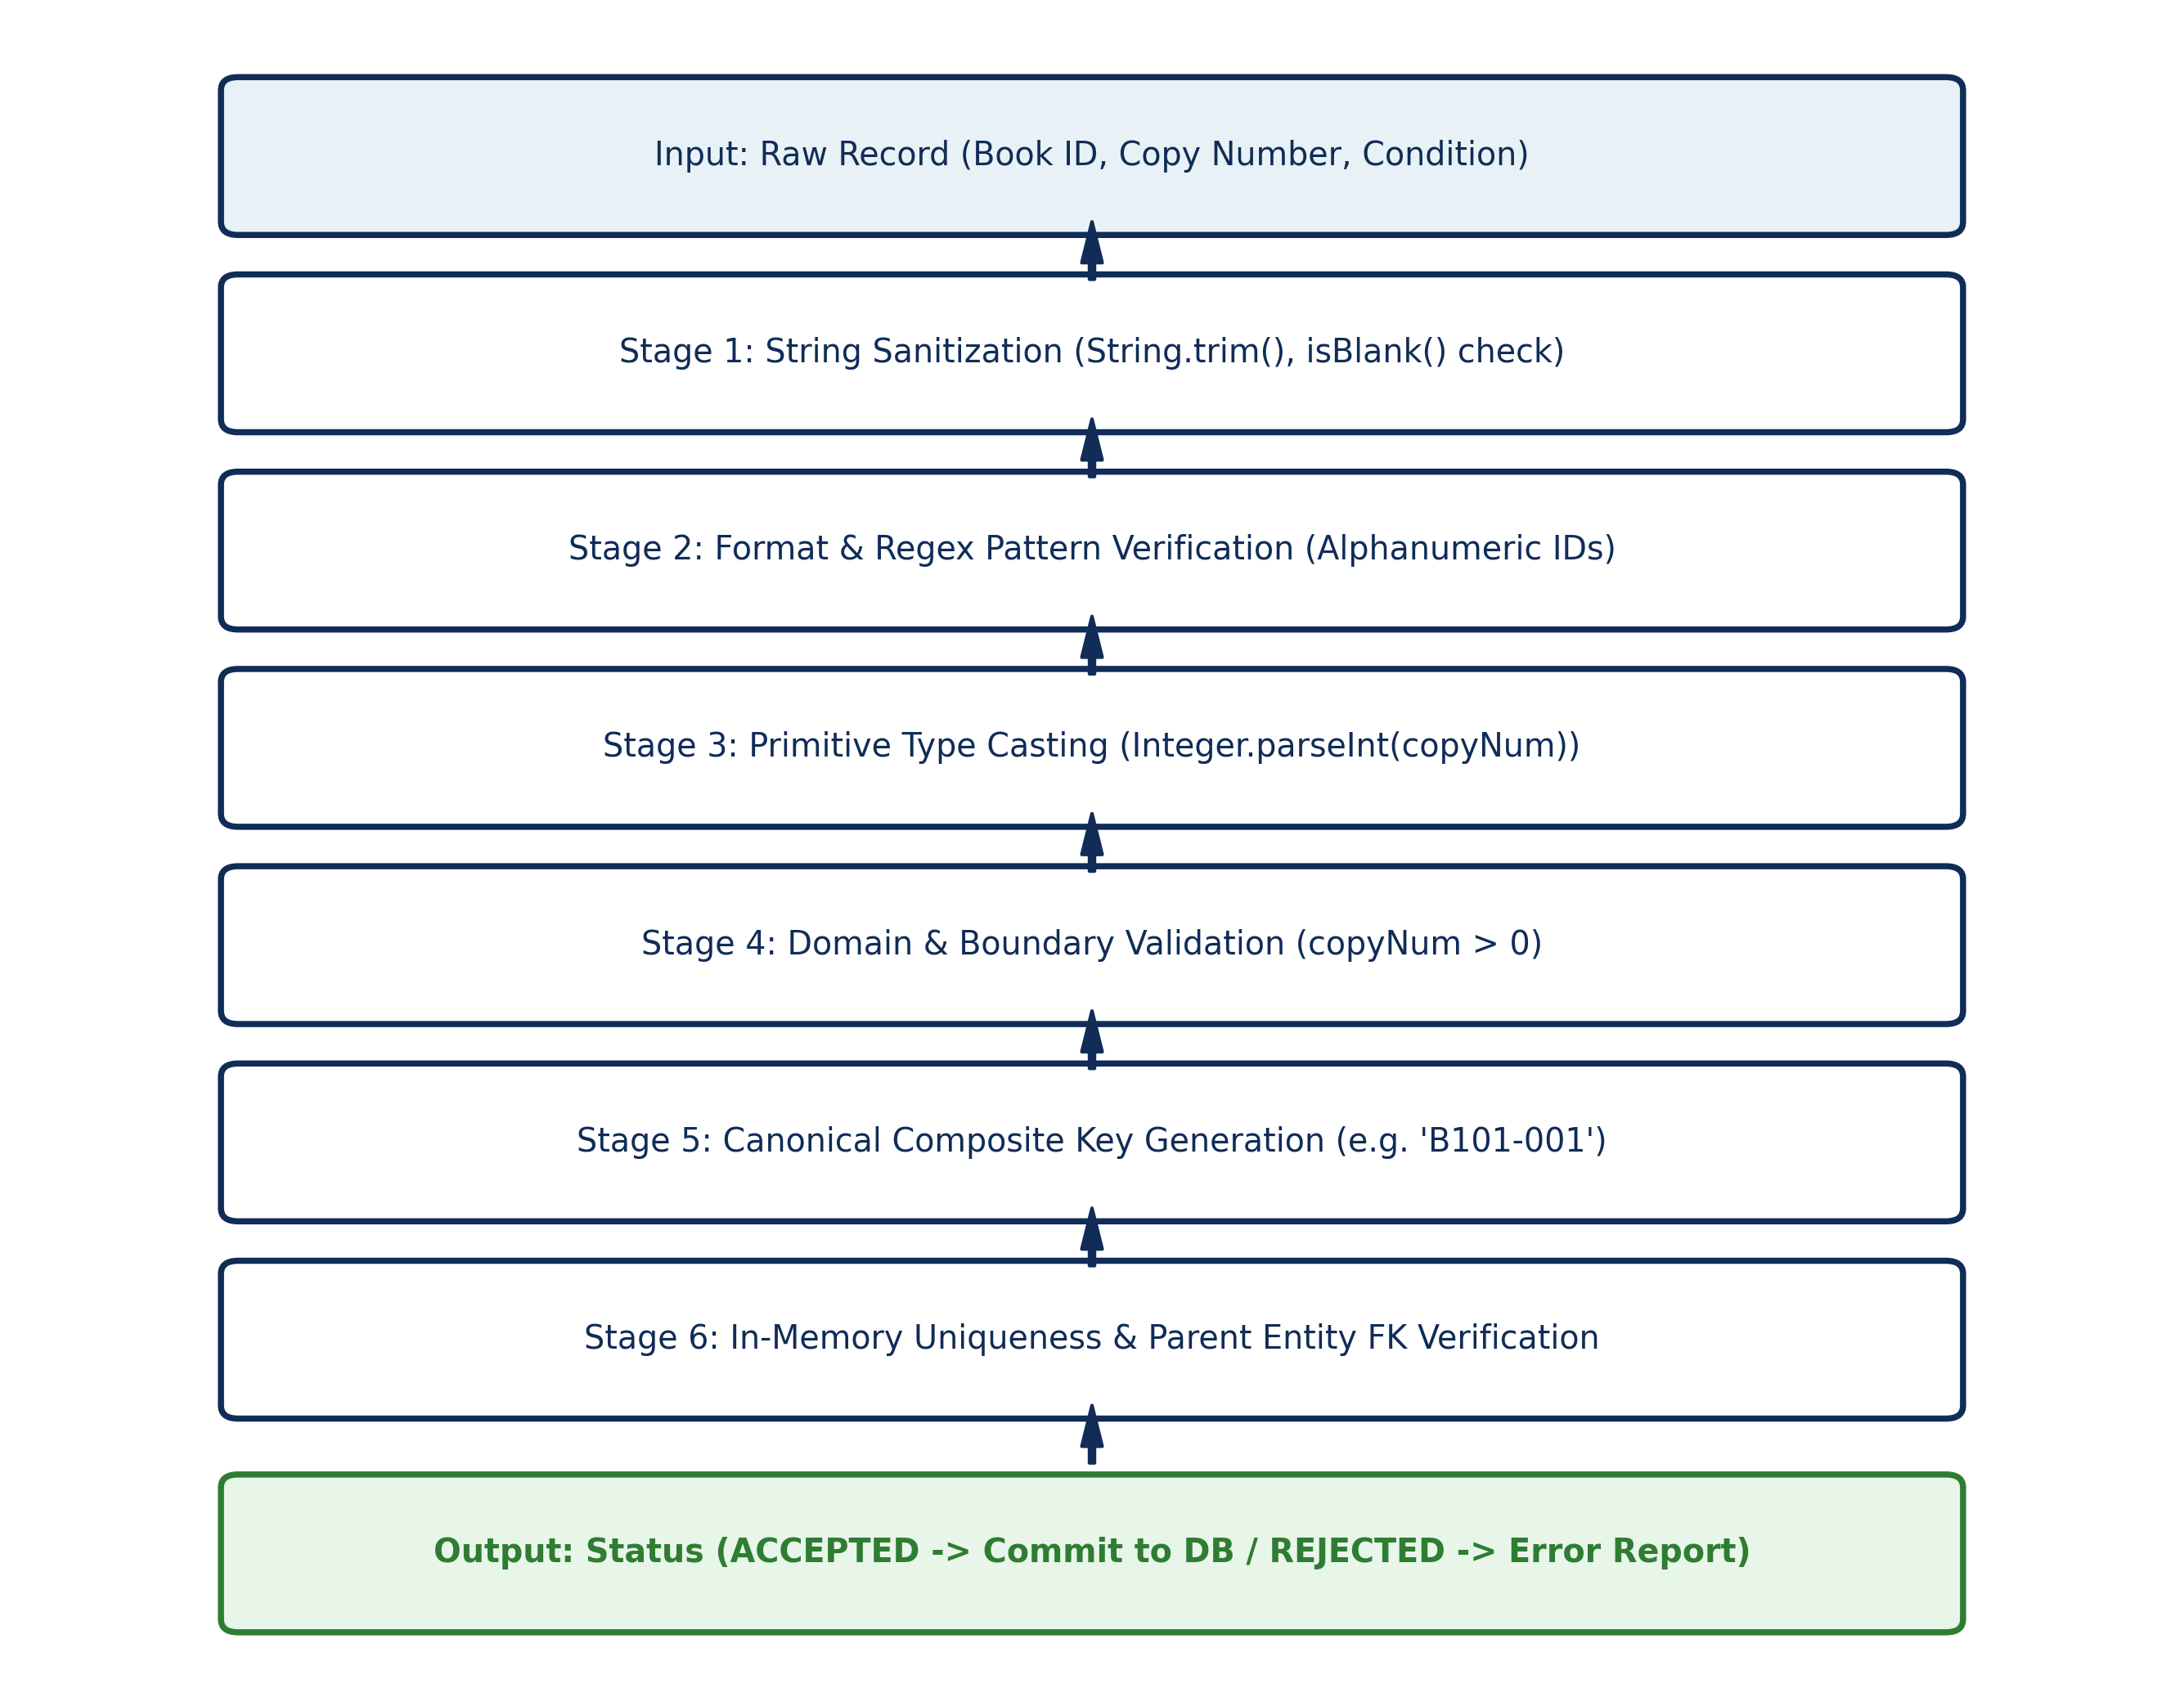 Input: Raw Record (Book ID, Copy Number, Condition)
Stage 1: String Sanitization (String.trim(), isBlank() check)
Stage 2: Format & Regex Pattern Verification (Alphanumeric IDs)
Stage 3: Primitive Type Casting (Integer.parseInt(copyNum))
Stage 4: Domain & Boundary Validation (copyNum > 0)
Stage 5: Canonical Composite Key Generation (e.g. 'B101-001')
Stage 6: In-Memory Uniqueness & Parent Entity FK Verification
Output: Status (ACCEPTED -> Commit to DB / REJECTED -> Error Report)